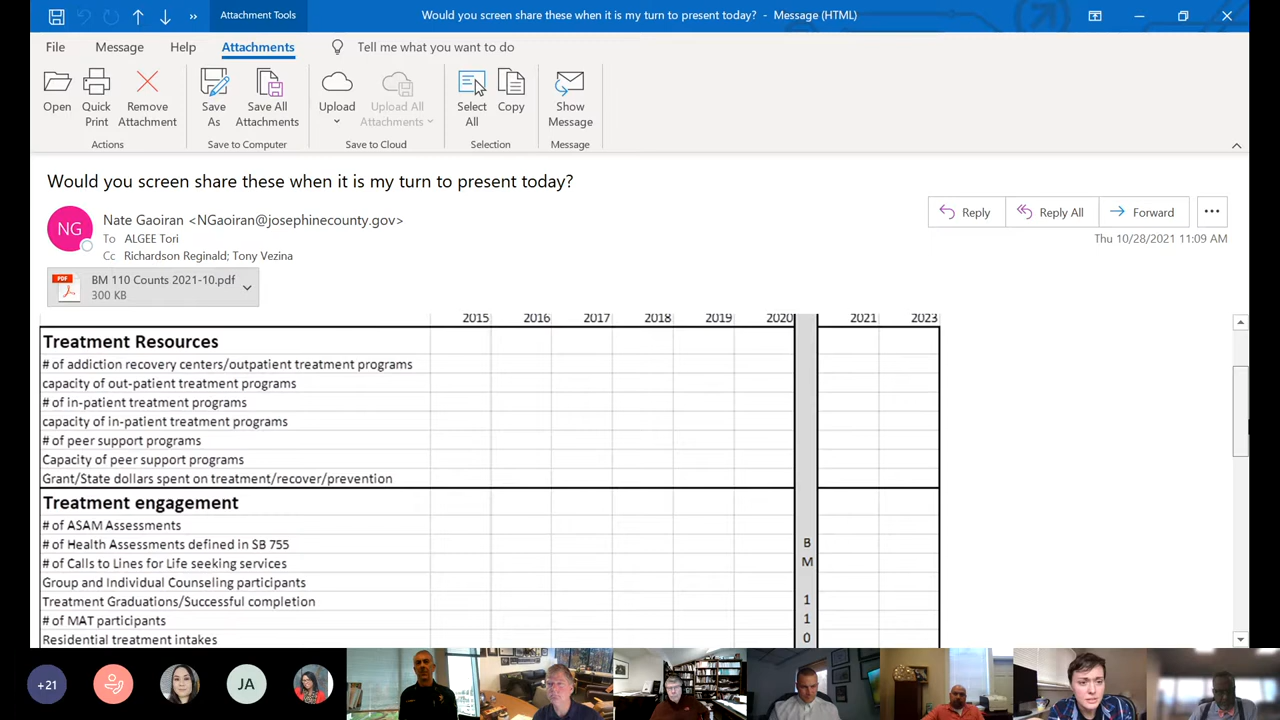 Attachment Tools
Would you screen share these when it is my turn to present today? - Message (HTML)
File Message Help Attachments Tell me what you want to do
Open Quick Print Remove Attachment Save As Save All Attachments Upload Upload All Attachments Select All Copy Show Message
Actions Save to Computer Save to Cloud Selection Message
Would you screen share these when it is my turn to present today?
NG
Nate Gaoiran <NGaoiran@josephinecounty.gov>
To ALGEE Tori
Cc Richardson Reginald; Tony Vezina
Reply Reply All Forward
Thu 10/28/2021 11:09 AM
PDF
BM 110 Counts 2021-10.pdf
300 KB
2015 2016 2017 2018 2019 2020 2021 2023
Treatment Resources
# of addiction recovery centers/outpatient treatment programs
capacity of out-patient treatment programs
# of in-patient treatment programs
capacity of in-patient treatment programs
# of peer support programs
Capacity of peer support programs
Grant/State dollars spent on treatment/recover/prevention
Treatment engagement
# of ASAM Assessments
# of Health Assessments defined in SB 755
# of Calls to Lines for Life seeking services
Group and Individual Counseling participants
Treatment Graduations/Successful completion
# of MAT participants
Residential treatment intakes
B
M
1
1
0
+21
JA